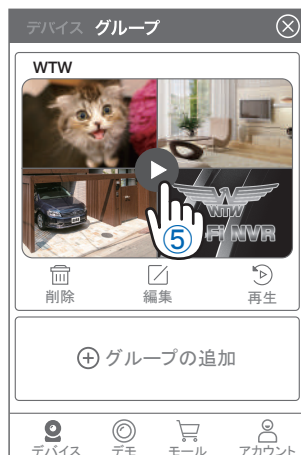 デバイス グループ
WTW
WTW
FI NVR
⑤
削除 編集 再生
グループの追加
デバイス デモ モール アカウント